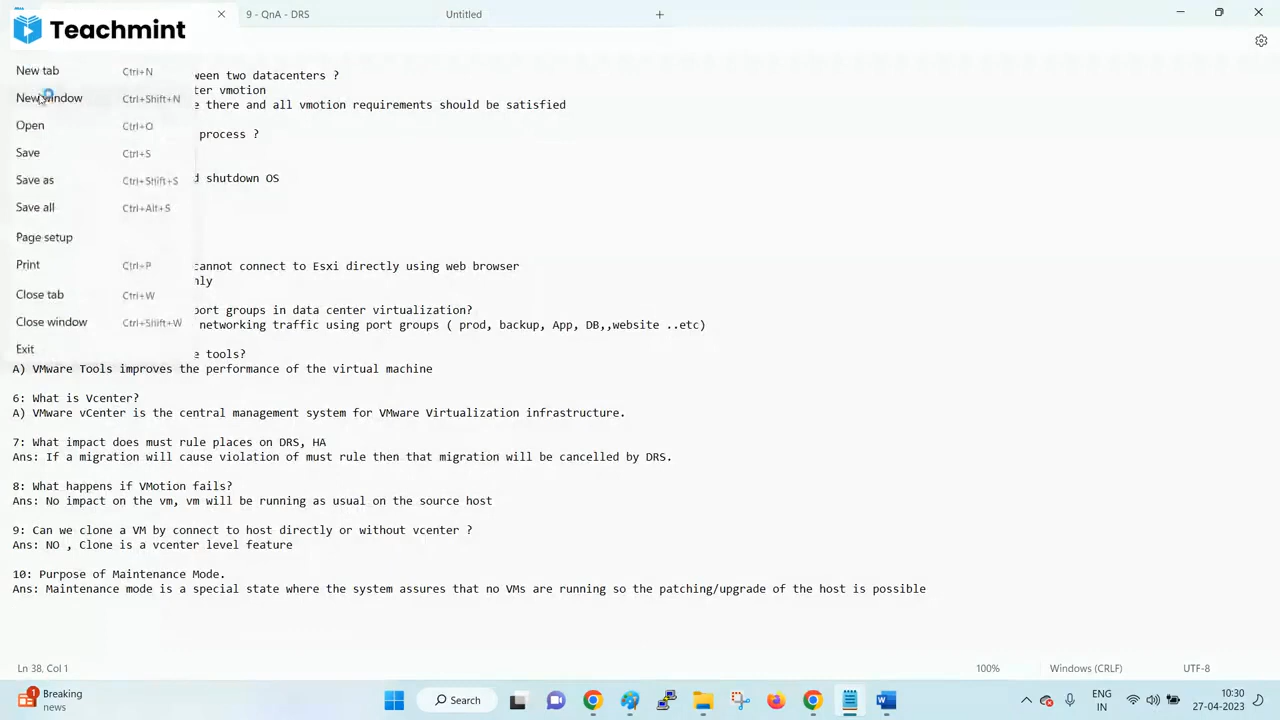 9 - QnA - DRS
Untitled
Teachmint
New tab Ctrl+N
ween two datacenters ?
ter vmotion
New window Ctrl+Shift+N
e there and all vmotion requirements should be satisfied
Open Ctrl+O
process ?
Save Ctrl+S
Save as Ctrl+Shift+S
d shutdown OS
Save all Ctrl+Alt+S
Page setup
Print Ctrl+P
cannot connect to Esxi directly using web browser
nly
Close tab Ctrl+W
port groups in data center virtualization?
Close window Ctrl+Shift+W
networking traffic using port groups ( prod, backup, App, DB,,website ..etc)
Exit
e tools?
A) VMware Tools improves the performance of the virtual machine
6: What is Vcenter?
A) VMware vCenter is the central management system for VMware Virtualization infrastructure.
7: What impact does must rule places on DRS, HA
Ans: If a migration will cause violation of must rule then that migration will be cancelled by DRS.
8: What happens if VMotion fails?
Ans: No impact on the vm, vm will be running as usual on the source host
9: Can we clone a VM by connect to host directly or without vcenter ?
Ans: NO , Clone is a vcenter level feature
10: Purpose of Maintenance Mode.
Ans: Maintenance mode is a special state where the system assures that no VMs are running so the patching/upgrade of the host is possible
Ln 38, Col 1
100%
Windows (CRLF)
UTF-8
1
Breaking
news
Search
ENG
IN
10:30
27-04-2023